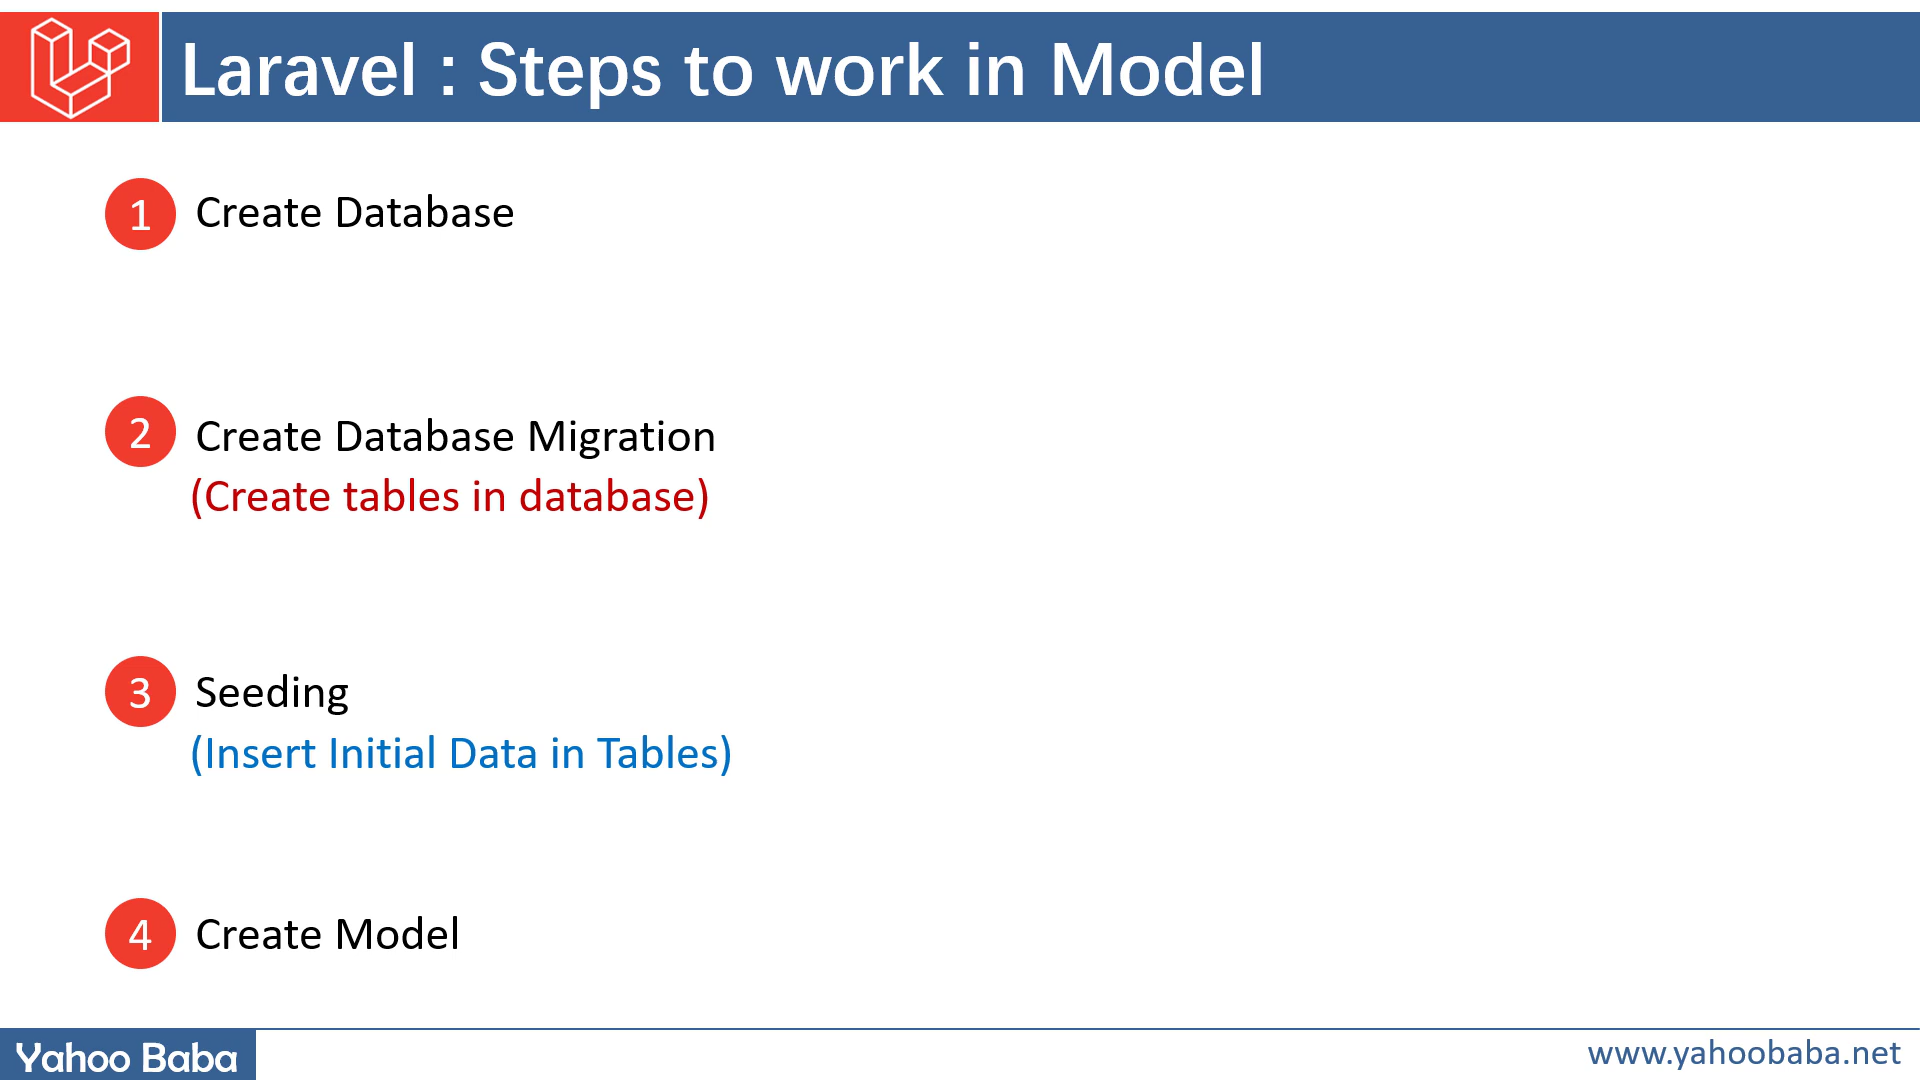 Laravel : Steps to work in Model
1 Create Database
2 Create Database Migration
(Create tables in database)
3 Seeding
(Insert Initial Data in Tables)
4 Create Model
Yahoo Baba
www.yahoobaba.net